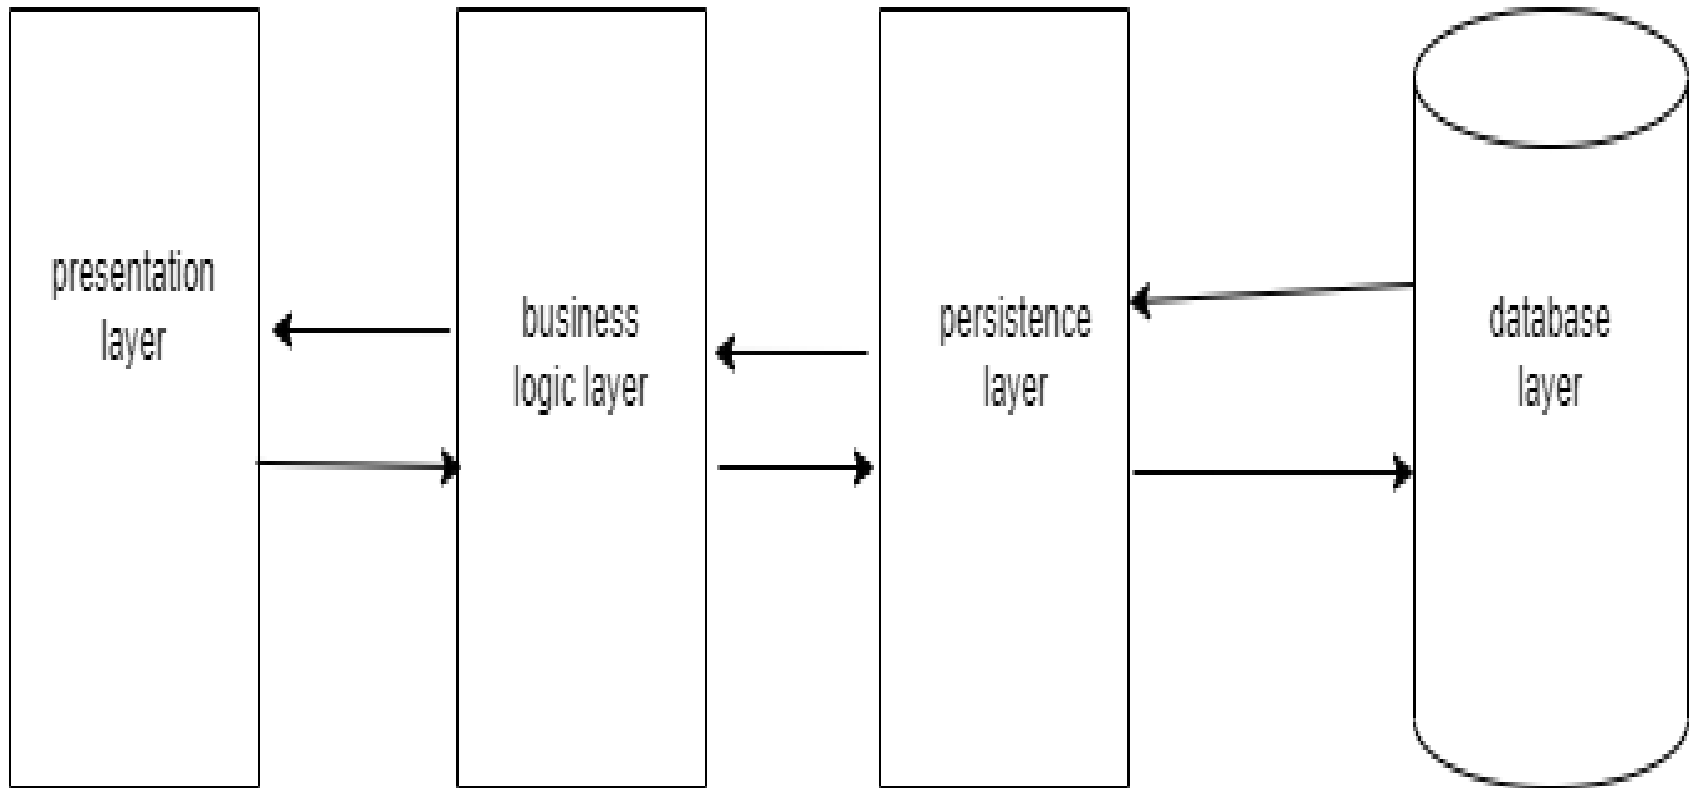 presentation
layer
business
logic layer
persistence
layer
database
layer